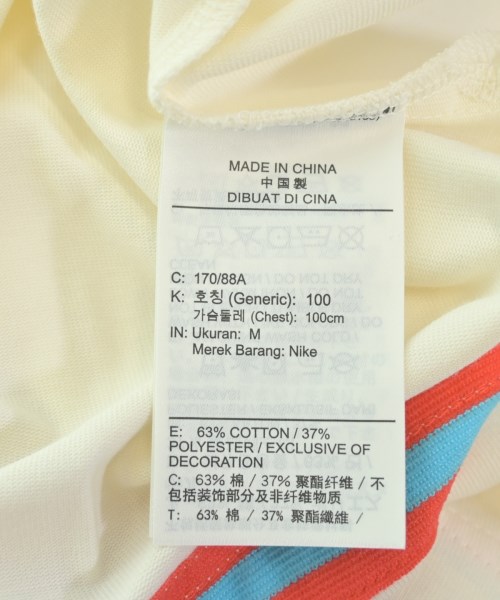 MADE IN CHINA
中国製
DIBUAT DI CINA
C: 170/88A
K: 호칭 (Generic): 100
가슴둘레 (Chest): 100cm
IN: Ukuran: M
Merek Barang: Nike
E: 63% COTTON / 37%
POLYESTER / EXCLUSIVE OF
DECORATION
C: 63% 棉 / 37% 聚酯纤维 / 不
包括装饰部分及非纤维物质
T: 63% 棉 / 37% 聚酯纖維 /